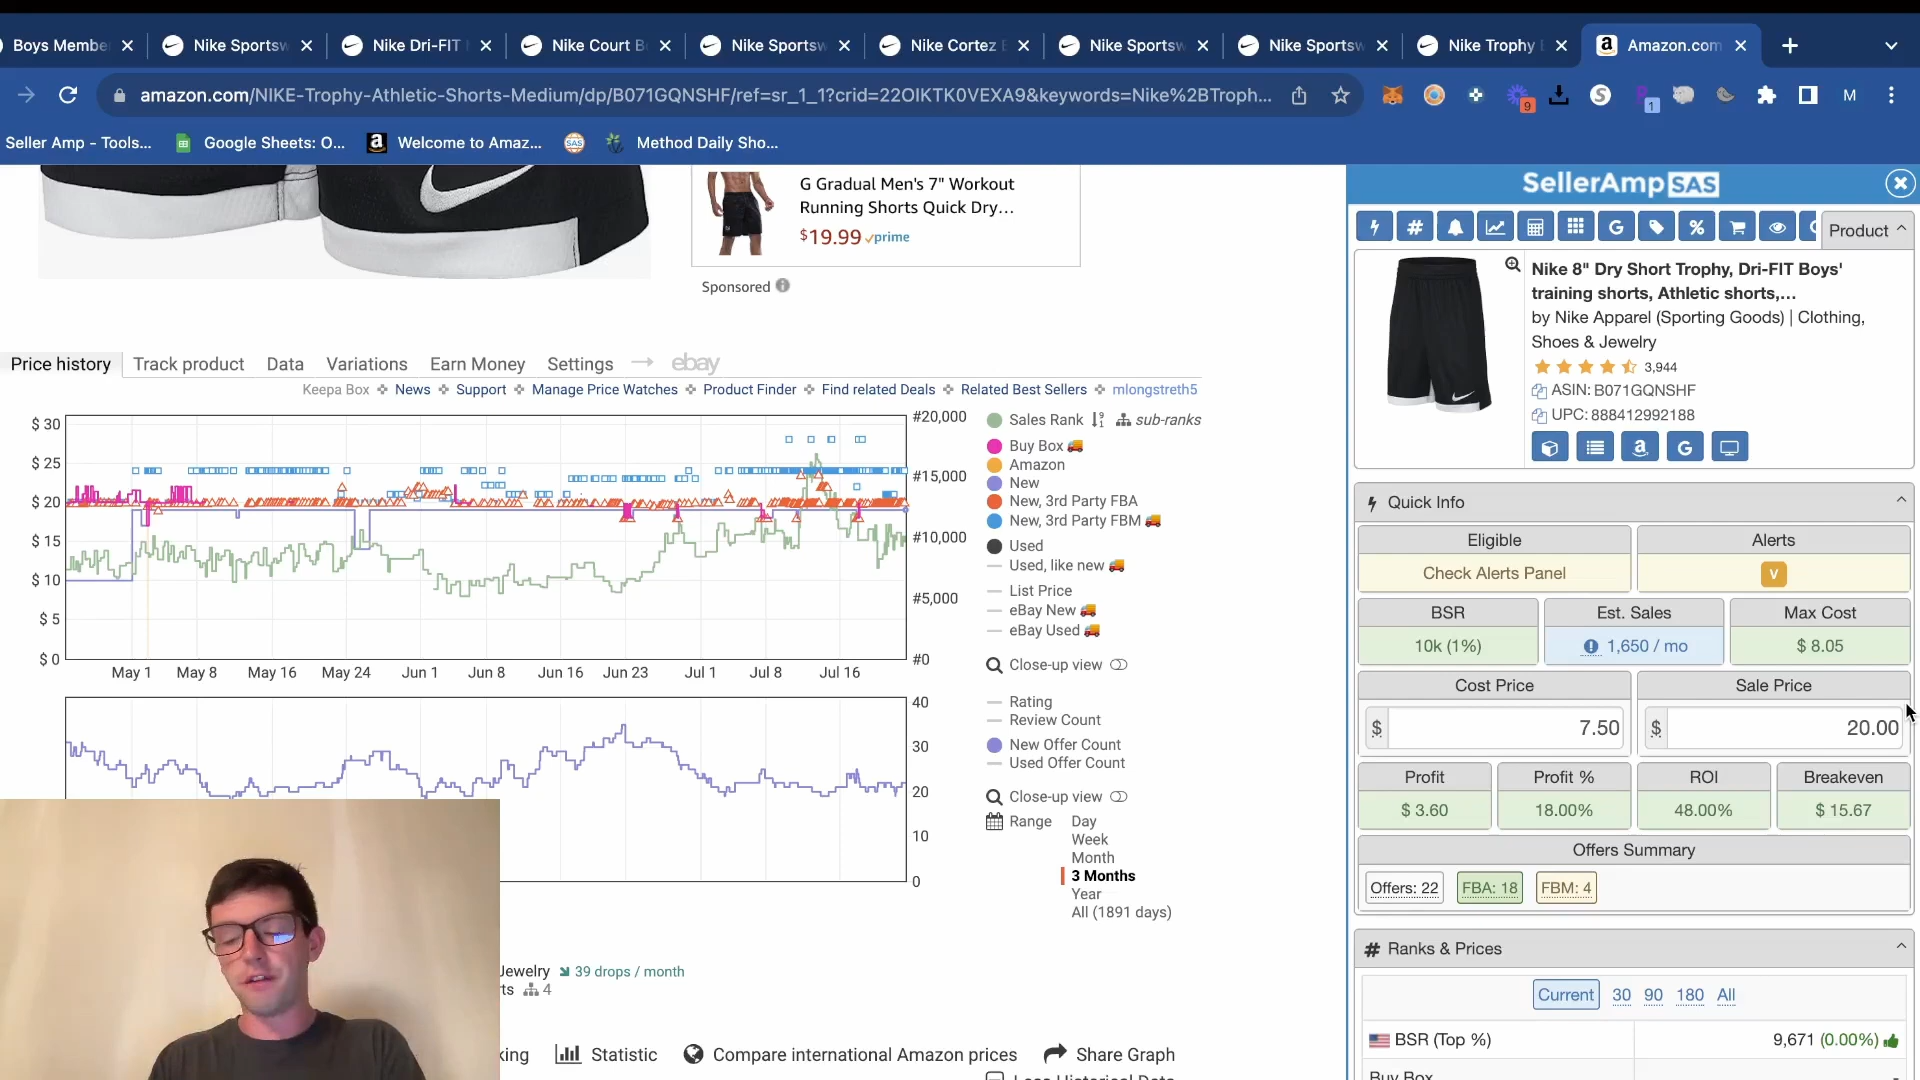 Boys Membe
Nike Sportsw
Nike Dri-FIT
Nike Court B
Nike Sportsw
Nike Cortez
Nike Sportsw
Nike Sportsw
Nike Trophy
Amazon.com
amazon.com/NIKE-Trophy-Athletic-Shorts-Medium/dp/B071GQNSHF/ref=sr_1_1?crid=22OIKTK0VEXA9&keywords=Nike%2BTroph...
9
1
M
Seller Amp - Tools...
Google Sheets: O...
Welcome to Amaz...
SAS
Method Daily Sho...
G Gradual Men's 7" Workout
Running Shorts Quick Dry...
$19.99 prime
Sponsored
Price history Track product Data Variations Earn Money Settings ebay
Keepa Box News Support Manage Price Watches Product Finder Find related Deals Related Best Sellers mlongstreth5
$ 30
$ 25
$ 20
$ 15
$ 10
$ 5
$ 0
#20,000
#15,000
#10,000
#5,000
#0
May 1 May 8 May 16 May 24 Jun 1 Jun 8 Jun 16 Jun 23 Jul 1 Jul 8 Jul 16
Sales Rank sub-ranks
Buy Box
Amazon
New
New, 3rd Party FBA
New, 3rd Party FBM
Used
Used, like new
List Price
eBay New
eBay Used
Close-up view
40
30
20
10
0
Rating
Review Count
New Offer Count
Used Offer Count
Close-up view
Range
Day
Week
Month
3 Months
Year
All (1891 days)
Jewelry 39 drops / month
ts 4
king Statistic Compare international Amazon prices Share Graph
SellerAmp SAS
Product
Nike 8" Dry Short Trophy, Dri-FIT Boys'
training shorts, Athletic shorts,...
by Nike Apparel (Sporting Goods) | Clothing,
Shoes & Jewelry
3,944
ASIN: B071GQNSHF
UPC: 888412992188
Quick Info
Eligible Alerts
Check Alerts Panel V
BSR Est. Sales Max Cost
10k (1%) 1,650 / mo $ 8.05
Cost Price Sale Price
$ 7.50 $ 20.00
Profit Profit % ROI Breakeven
$ 3.60 18.00% 48.00% $ 15.67
Offers Summary
Offers: 22 FBA: 18 FBM: 4
# Ranks & Prices
Current 30 90 180 All
BSR (Top %) 9,671 (0.00%)
Buy Box -